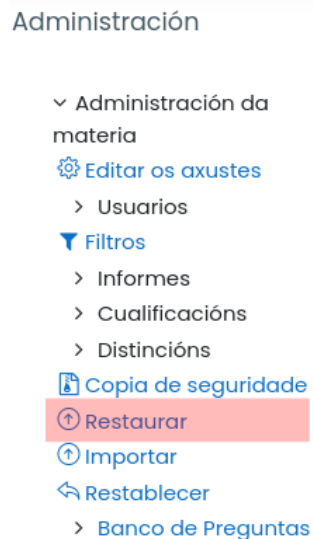 Administración
Administración da
materia
Editar os axustes
Usuarios
Filtros
Informes
Cualificacións
Distincións
Copia de seguridade
Restaurar
Importar
Restablecer
Banco de Preguntas